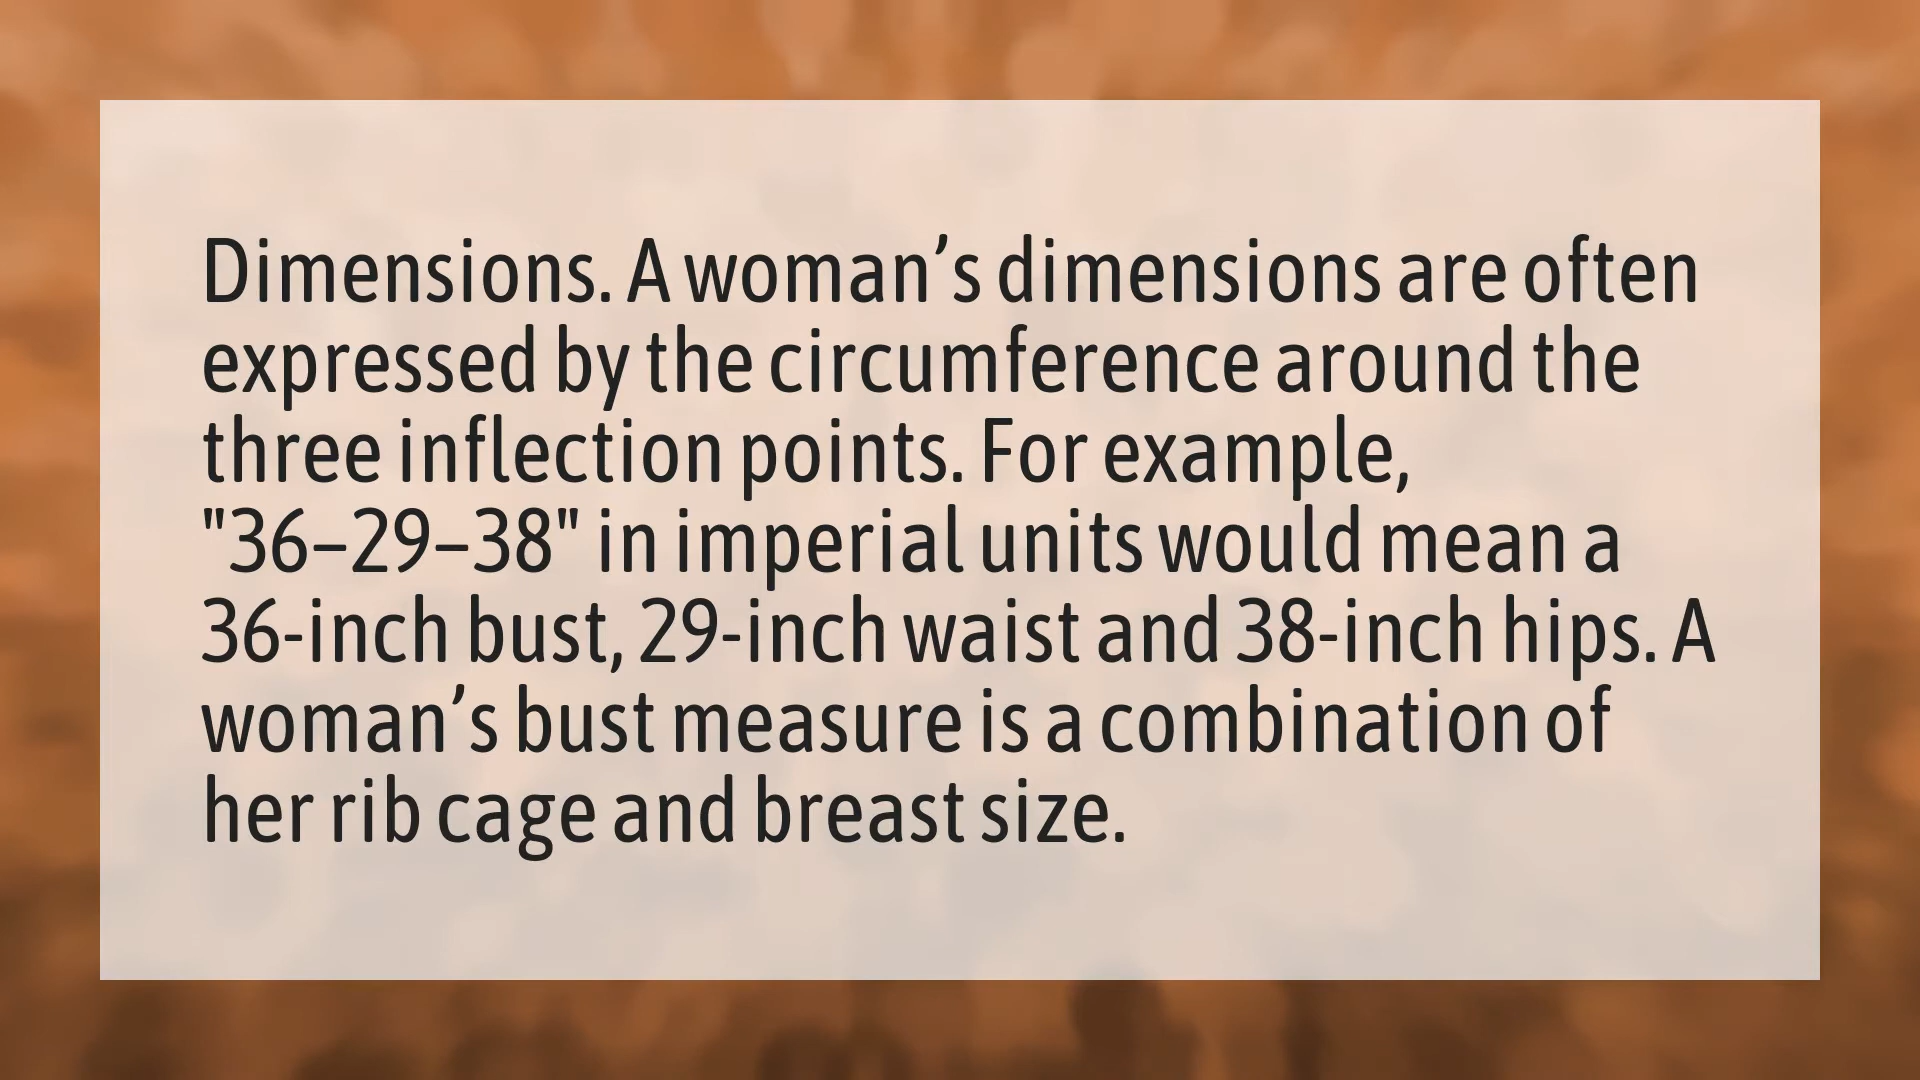 Dimensions. A woman’s dimensions are often
expressed by the circumference around the
three inflection points. For example,
"36–29–38" in imperial units would mean a
36-inch bust, 29-inch waist and 38-inch hips. A
woman’s bust measure is a combination of
her rib cage and breast size.